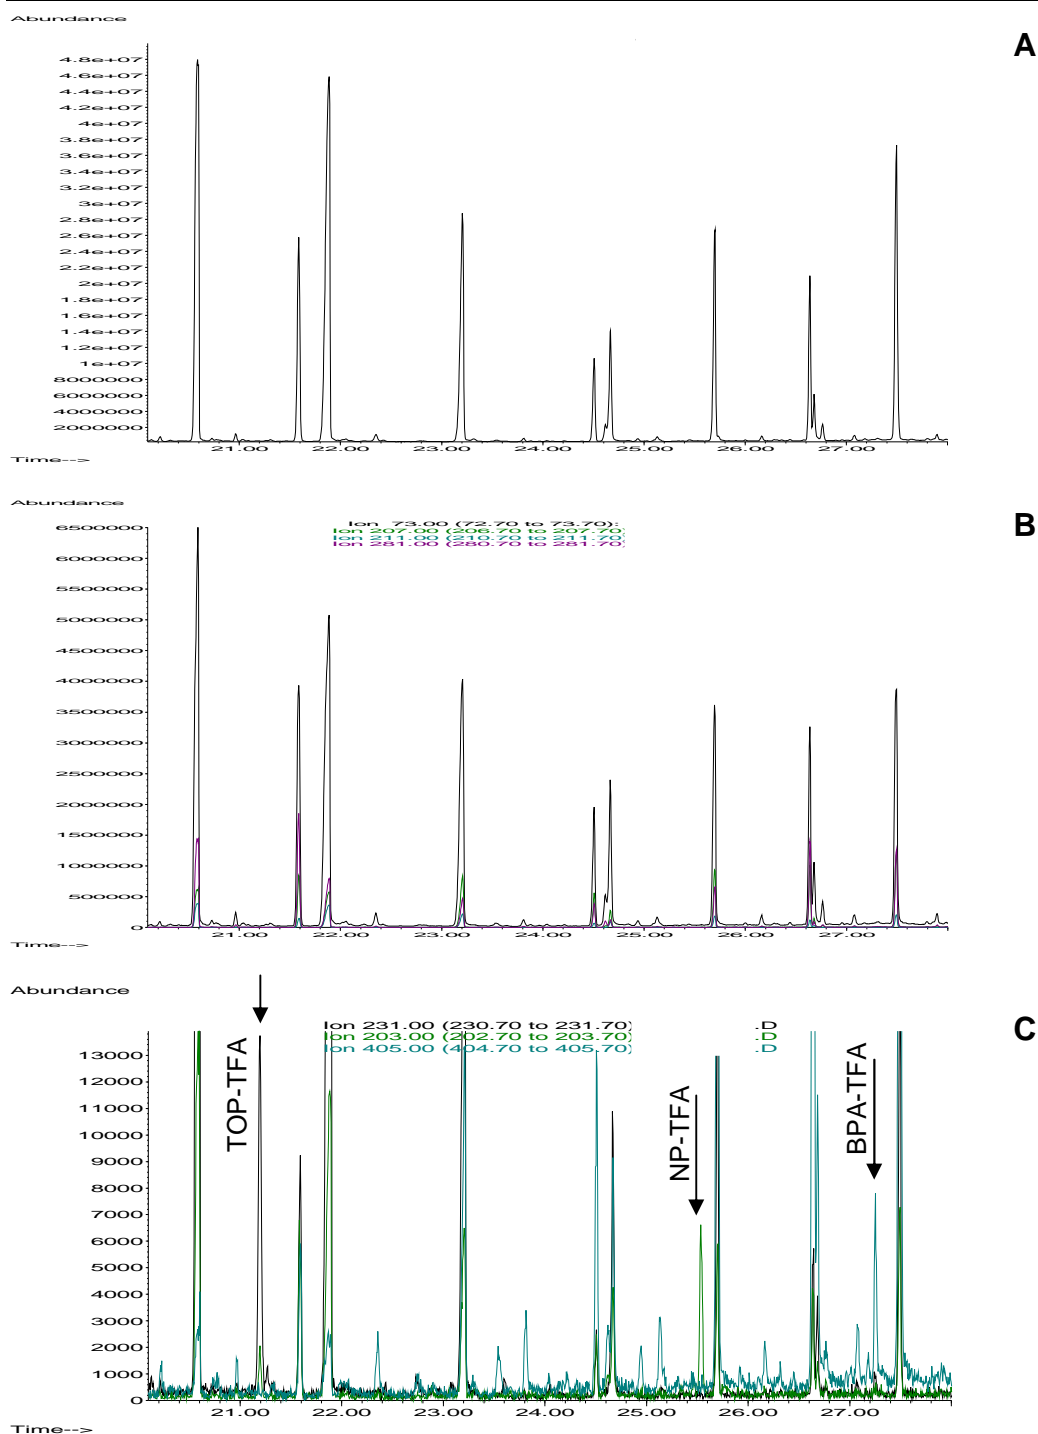 Abundance
A
4.8e+07
4.6e+07
4.4e+07
4.2e+07
4e+07
3.8e+07
3.6e+07
3.4e+07
3.2e+07
3e+07
2.8e+07
2.6e+07
2.4e+07
2.2e+07
2e+07
1.8e+07
1.6e+07
1.4e+07
1.2e+07
1e+07
8000000
6000000
4000000
2000000
21.00 22.00 23.00 24.00 25.00 26.00 27.00
Time-->
Abundance
B
Ion 73.00 (72.70 to 73.70):
Ion 207.00 (206.70 to 207.70)
Ion 211.00 (210.70 to 211.70)
Ion 281.00 (280.70 to 281.70)
6500000
6000000
5500000
5000000
4500000
4000000
3500000
3000000
2500000
2000000
1500000
1000000
500000
0
21.00 22.00 23.00 24.00 25.00 26.00 27.00
Time-->
Abundance
C
Ion 231.00 (230.70 to 231.70) .D
Ion 203.00 (202.70 to 203.70) .D
Ion 405.00 (404.70 to 405.70) .D
TOP-TFA
NP-TFA
BPA-TFA
13000
12000
11000
10000
9000
8000
7000
6000
5000
4000
3000
2000
1000
0
21.00 22.00 23.00 24.00 25.00 26.00 27.00
Time-->